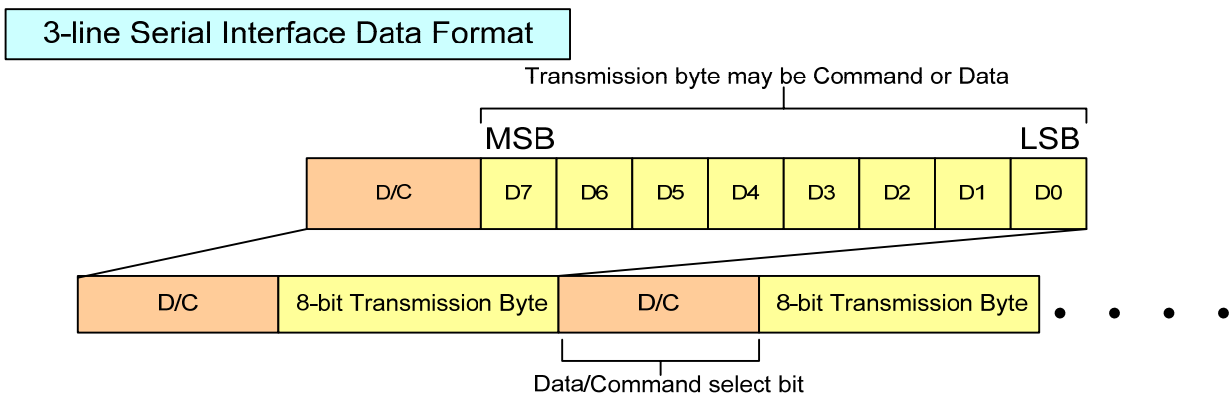 3-line Serial Interface Data Format
Transmission byte may be Command or Data
MSB LSB
D/C D7 D6 D5 D4 D3 D2 D1 D0
D/C 8-bit Transmission Byte D/C 8-bit Transmission Byte
Data/Command select bit